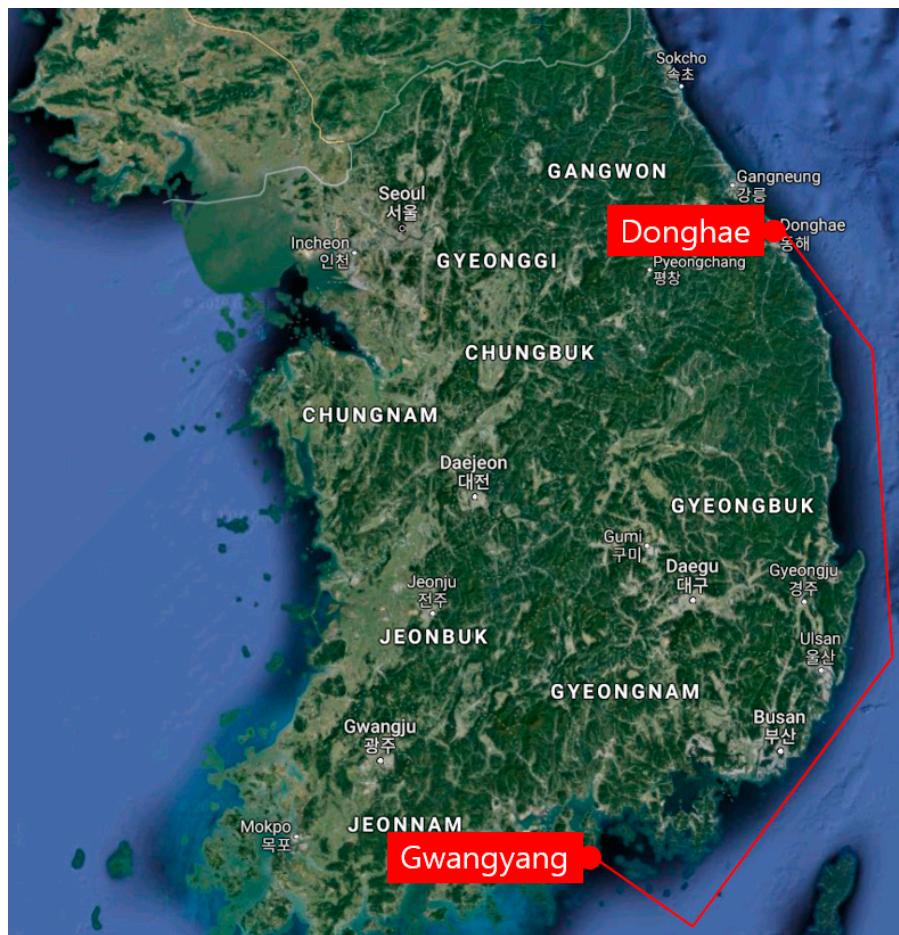 Sokcho
속초
GANGWON
Gangneung
강릉
Seoul
서울
Donghae
Donghae
동해
Incheon
인천
GYEONGGI
Pyeongchang
평창
CHUNGBUK
CHUNGNAM
Daejeon
대전
GYEONGBUK
Gumi
구미
Daegu
대구
Gyeongju
경주
Jeonju
전주
JEONBUK
Ulsan
울산
GYEONGNAM
Gwangju
광주
Busan
부산
Mokpo
목포
JEONNAM
Gwangyang